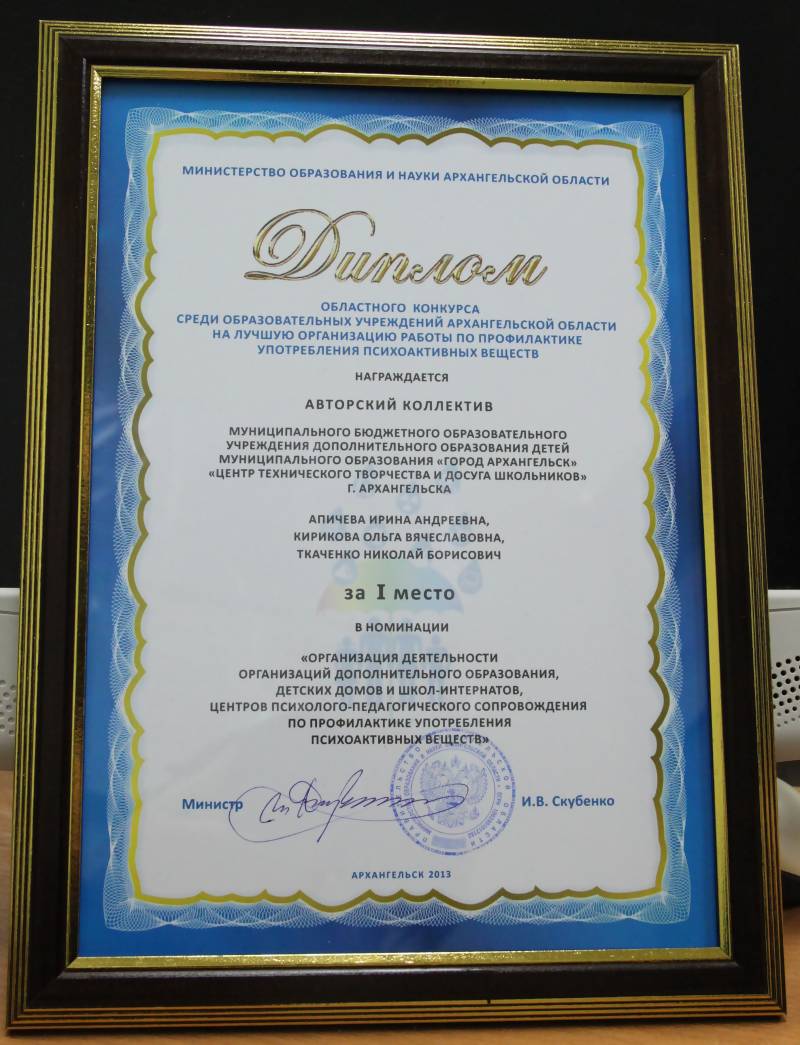 МИНИСТЕРСТВО ОБРАЗОВАНИЯ И НАУКИ АРХАНГЕЛЬСКОЙ ОБЛАСТИ
Диплом
ОБЛАСТНОГО КОНКУРСА
СРЕДИ ОБРАЗОВАТЕЛЬНЫХ УЧРЕЖДЕНИЙ АРХАНГЕЛЬСКОЙ ОБЛАСТИ
НА ЛУЧШУЮ ОРГАНИЗАЦИЮ РАБОТЫ ПО ПРОФИЛАКТИКЕ
УПОТРЕБЛЕНИЯ ПСИХОАКТИВНЫХ ВЕЩЕСТВ
НАГРАЖДАЕТСЯ
АВТОРСКИЙ КОЛЛЕКТИВ
МУНИЦИПАЛЬНОГО БЮДЖЕТНОГО ОБРАЗОВАТЕЛЬНОГО
УЧРЕЖДЕНИЯ ДОПОЛНИТЕЛЬНОГО ОБРАЗОВАНИЯ ДЕТЕЙ
МУНИЦИПАЛЬНОГО ОБРАЗОВАНИЯ «ГОРОД АРХАНГЕЛЬСК»
«ЦЕНТР ТЕХНИЧЕСКОГО ТВОРЧЕСТВА И ДОСУГА ШКОЛЬНИКОВ»
Г. АРХАНГЕЛЬСКА
АПИЧЕВА ИРИНА АНДРЕЕВНА,
КИРИКОВА ОЛЬГА ВЯЧЕСЛАВОВНА,
ТКАЧЕНКО НИКОЛАЙ БОРИСОВИЧ
за I место
В НОМИНАЦИИ
«ОРГАНИЗАЦИЯ ДЕЯТЕЛЬНОСТИ
ОРГАНИЗАЦИЙ ДОПОЛНИТЕЛЬНОГО ОБРАЗОВАНИЯ,
ДЕТСКИХ ДОМОВ И ШКОЛ-ИНТЕРНАТОВ,
ЦЕНТРОВ ПСИХОЛОГО-ПЕДАГОГИЧЕСКОГО СОПРОВОЖДЕНИЯ
ПО ПРОФИЛАКТИКЕ УПОТРЕБЛЕНИЯ
ПСИХОАКТИВНЫХ ВЕЩЕСТВ»
Министр И.В. Скубенко
АРХАНГЕЛЬСК 2013